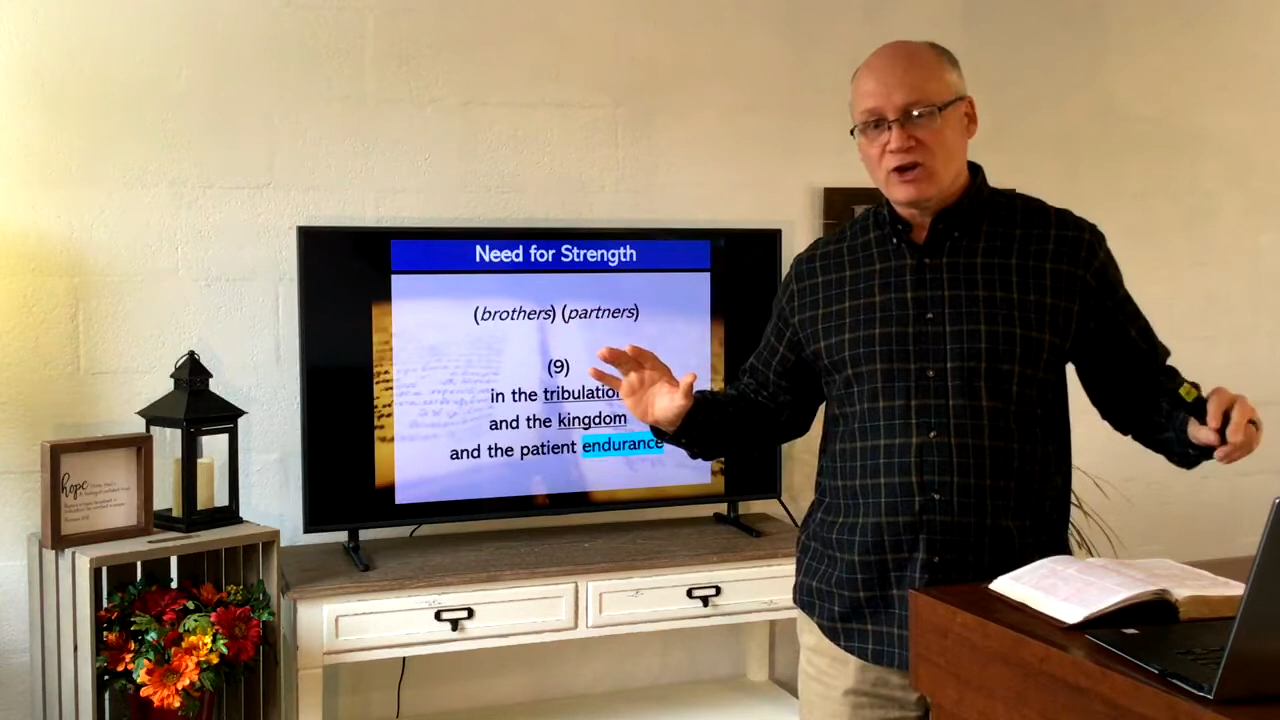 Need for Strength
(brothers) (partners)
(9)
in the tribulation
and the kingdom
and the patient endurance
hope